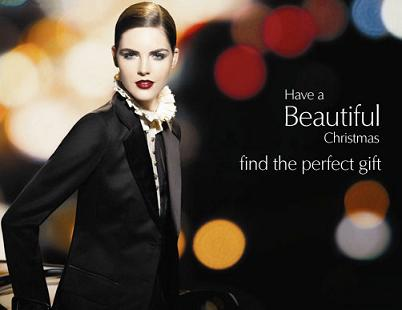 Have a
Beautiful
Christmas
find the perfect gift